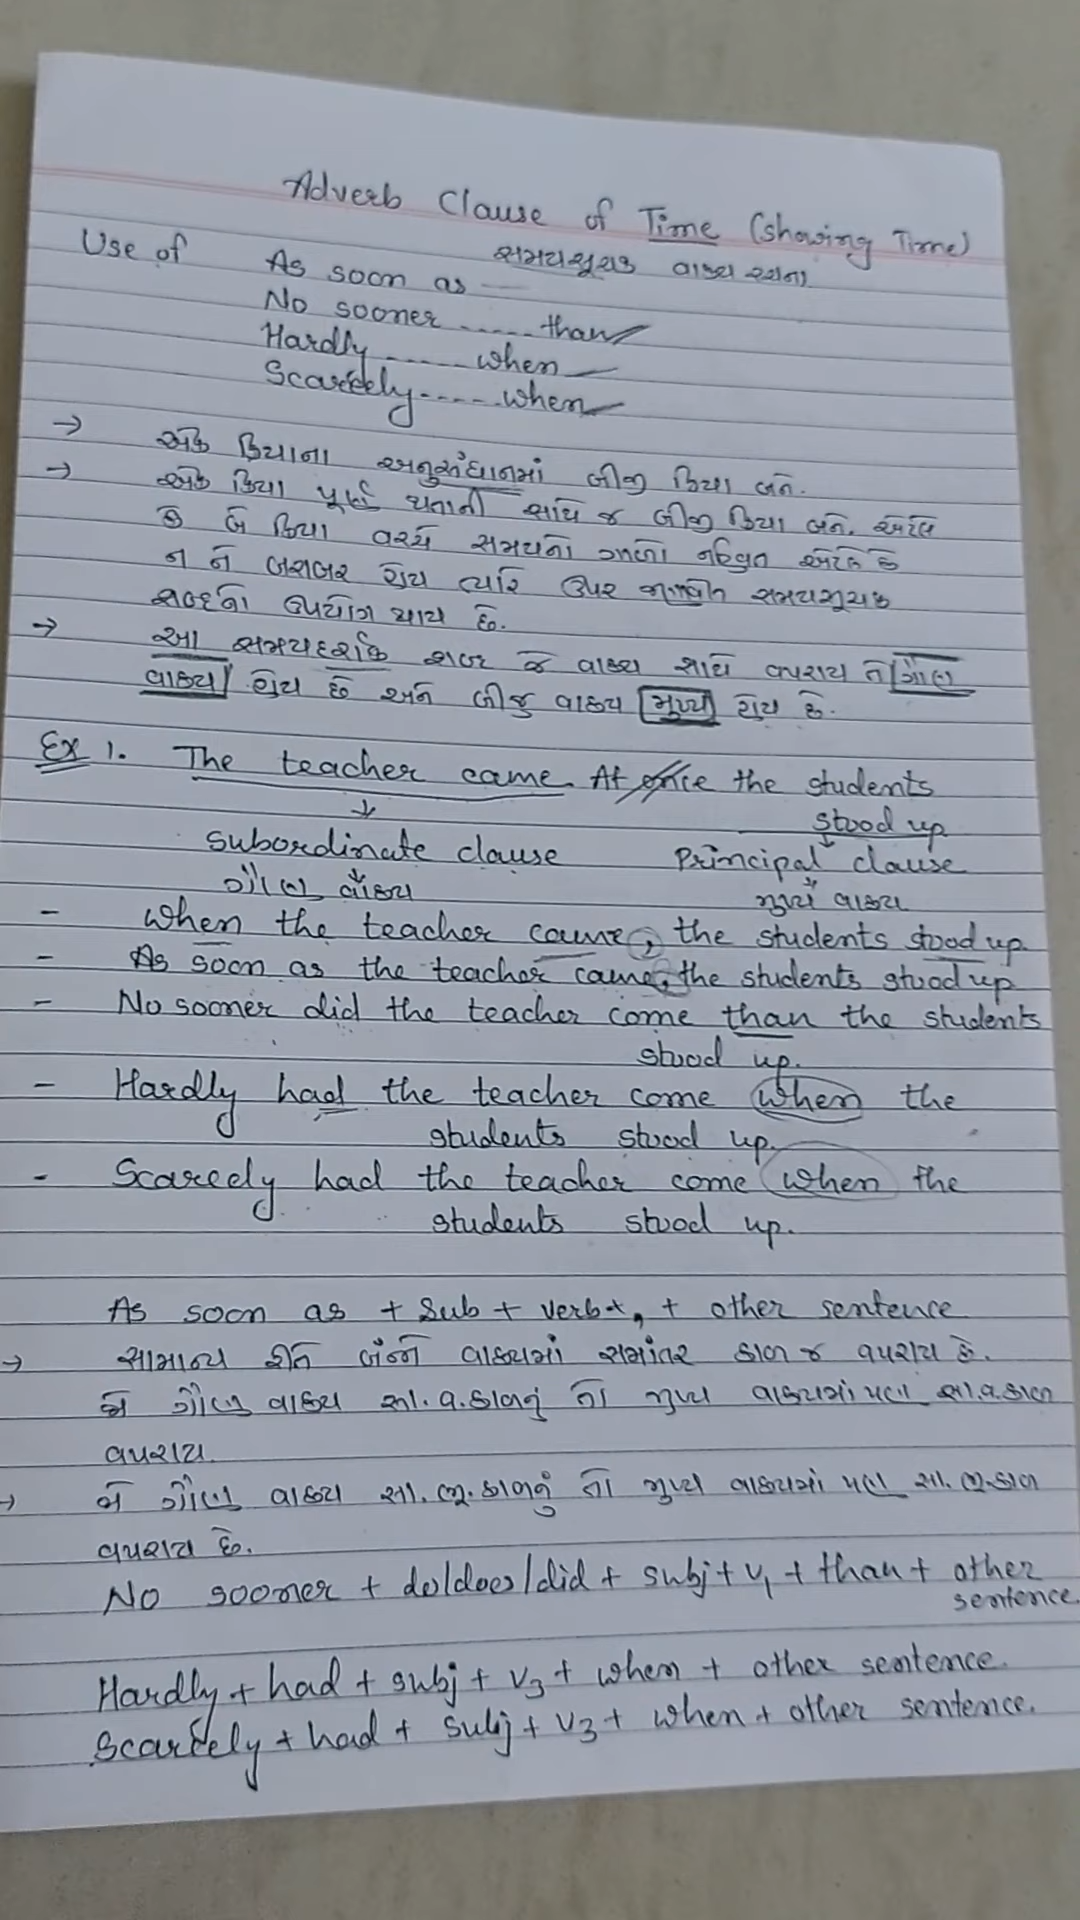 Adverb Clause of Time (showing Time)
સમયસૂચક વાક્ય રચના
Use of As soon as —
No sooner ..... than
Hardly ..... when
Scarcely .... when
→ એક ક્રિયાના અનુસંધાનમાં બીજી ક્રિયા બને.
→ એક ક્રિયા પૂર્ણ થતાની સાથે જ બીજી ક્રિયા બને. એટલે
કે બે ક્રિયા વચ્ચે સમયનો ગાળો નહિવત એટલે કે
ન ને બરાબર હોય ત્યારે ઉપર મુજબના સમયસૂચક
શબ્દનો ઉપયોગ થાય છે.
→ આ સમયદર્શક શબ્દ જે વાક્ય સાથે વપરાય તે ગૌણ
વાક્ય હોય છે અને બીજુ વાક્ય મુખ્ય હોય છે.
Ex 1. The teacher came. At once the students
stood up
subordinate clause Principal clause
ગૌણ વાક્ય મુખ્ય વાક્ય
- When the teacher came, the students stood up.
- As soon as the teacher came, the students stood up
- No sooner did the teacher come than the students
stood up.
- Hardly had the teacher come when the
students stood up.
- Scarcely had the teacher come when the
students stood up.
As soon as + Sub + verb , + other sentence
→ સામાન્ય રીતે બંને વાક્યમાં સમાંતર કાળ જ વપરાય છે.
જો ગૌણ વાક્ય સા. વ. કાળનું તો મુખ્ય વાક્યમાં પણ સા.વ.કાળ
વપરાય.
→ જો ગૌણ વાક્ય સા. ભૂ. કાળનું તો મુખ્ય વાક્યમાં પણ સા. ભૂ.કાળ
વપરાય છે.
No sooner + do/does/did + subj + V1 + than + other
sentence.
Hardly + had + subj + V3 + when + other sentence.
Scarcely + had + subj + V3 + when + other sentence.